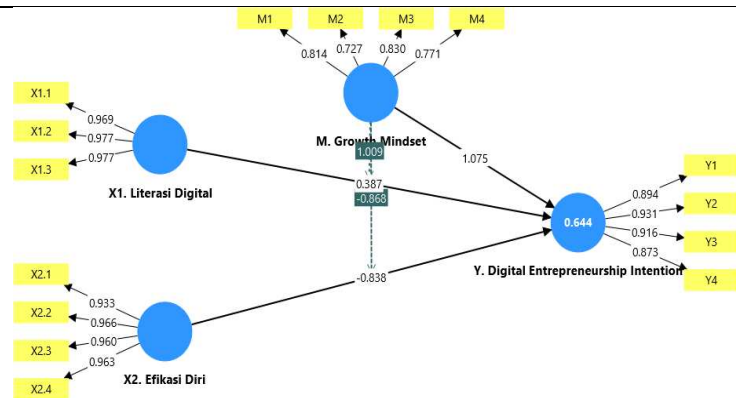 M1
M2
M3
M4
0.814
0.727
0.830
0.771
M. Growth Mindset
X1.1
X1.2
X1.3
0.969
0.977
0.977
X1. Literasi Digital
1.009
1.075
0.387
-0.868
-0.838
X2.1
X2.2
X2.3
X2.4
0.933
0.966
0.960
0.963
X2. Efikasi Diri
0.644
Y. Digital Entrepreneurship Intention
0.894
0.931
0.916
0.873
Y1
Y2
Y3
Y4